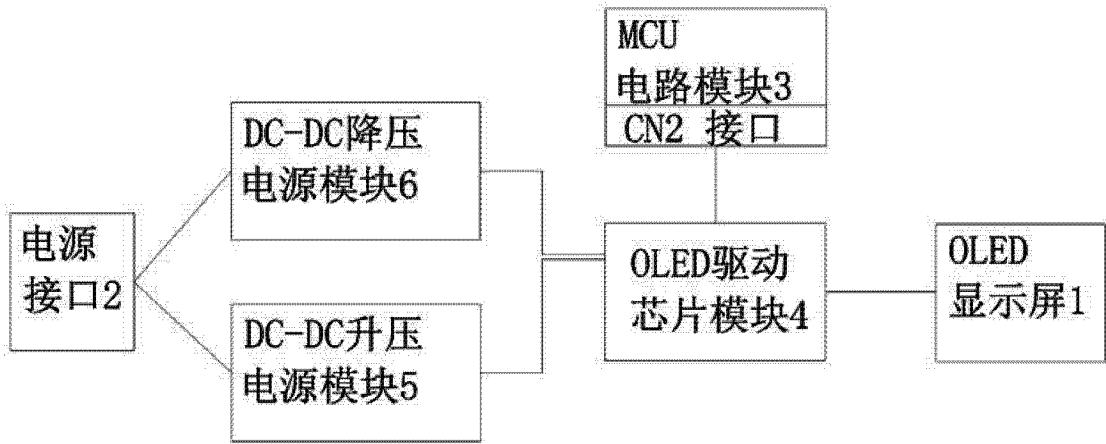 MCU
电路模块3
CN2 接口
DC-DC降压
电源模块6
电源
接口2
OLED驱动
芯片模块4
OLED
显示屏1
DC-DC升压
电源模块5